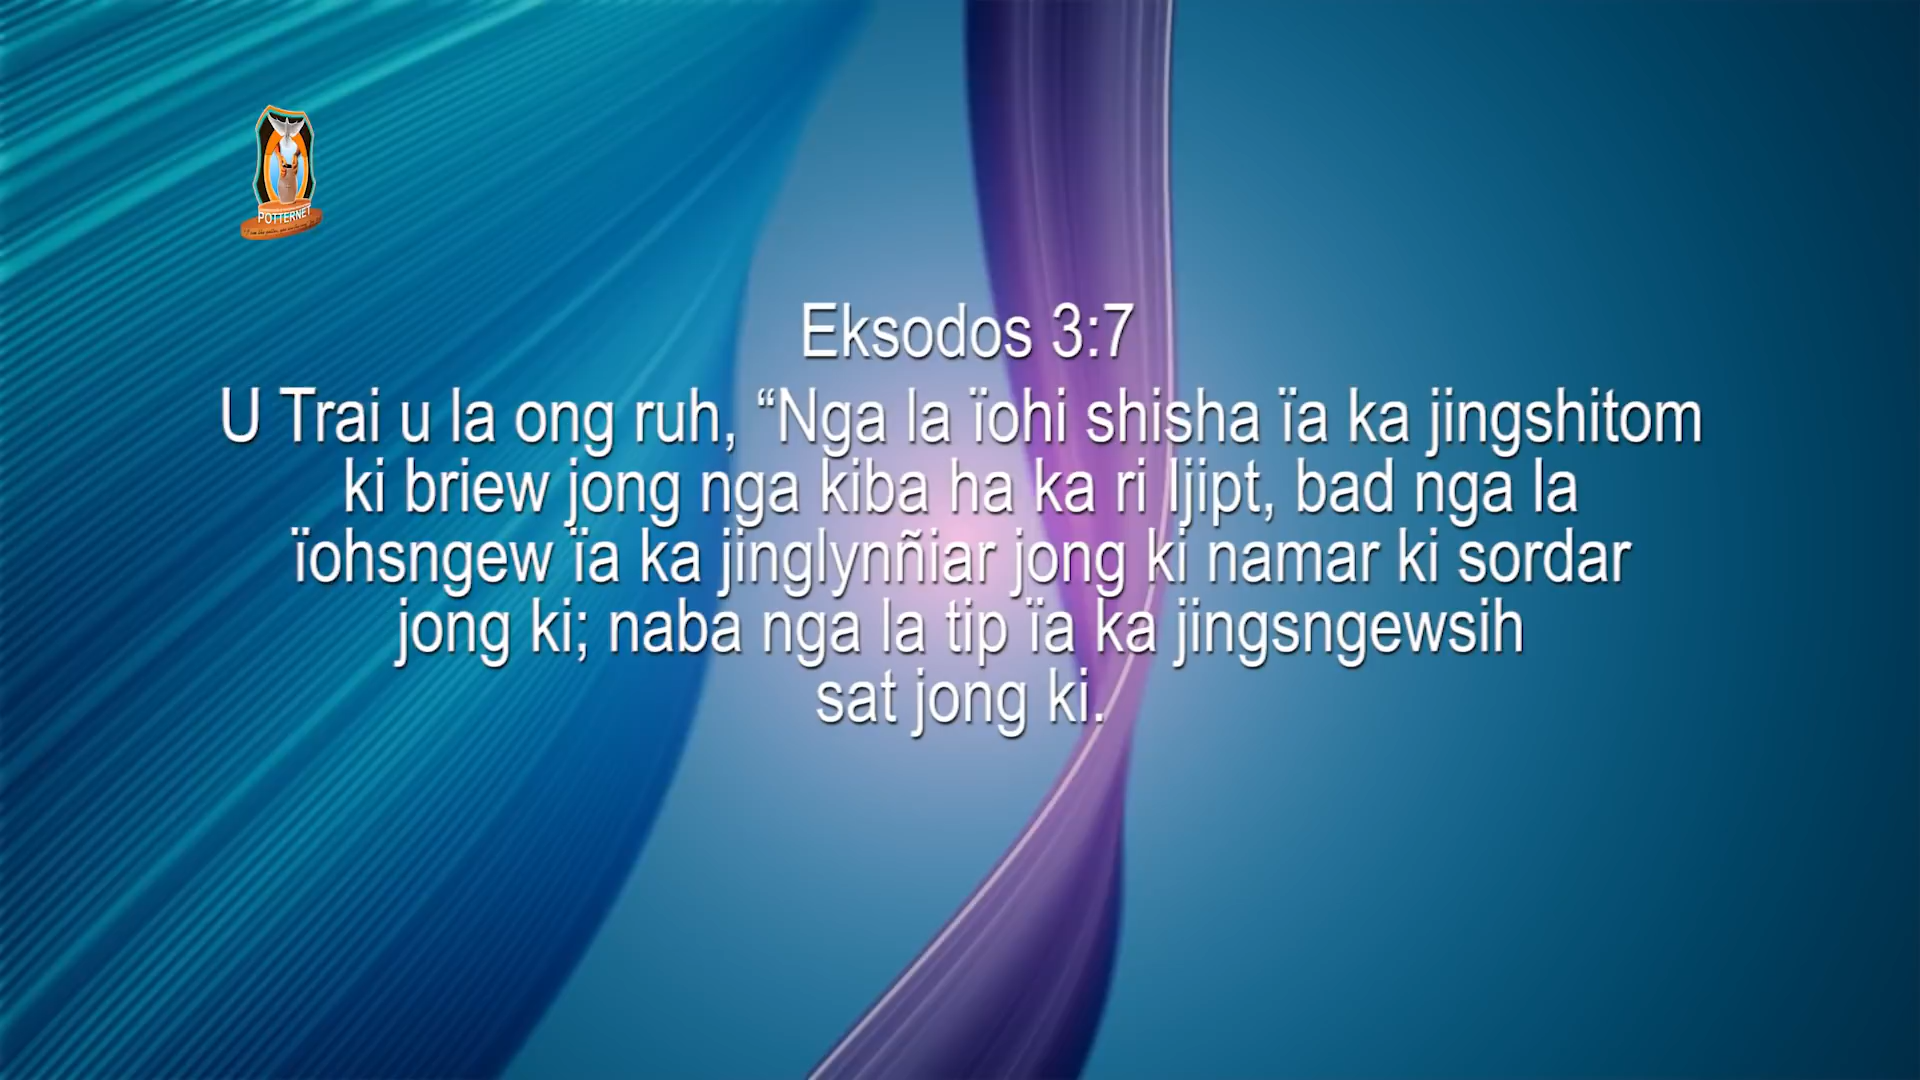 POTTERNET
Eksodos 3:7
U Trai u la ong ruh, “Nga la ïohi shisha ïa ka jingshitom
ki briew jong nga kiba ha ka ri Ijipt, bad nga la
ïohsngew ïa ka jinglynñiar jong ki namar ki sordar
jong ki; naba nga la tip ïa ka jingsngewsih
sat jong ki.